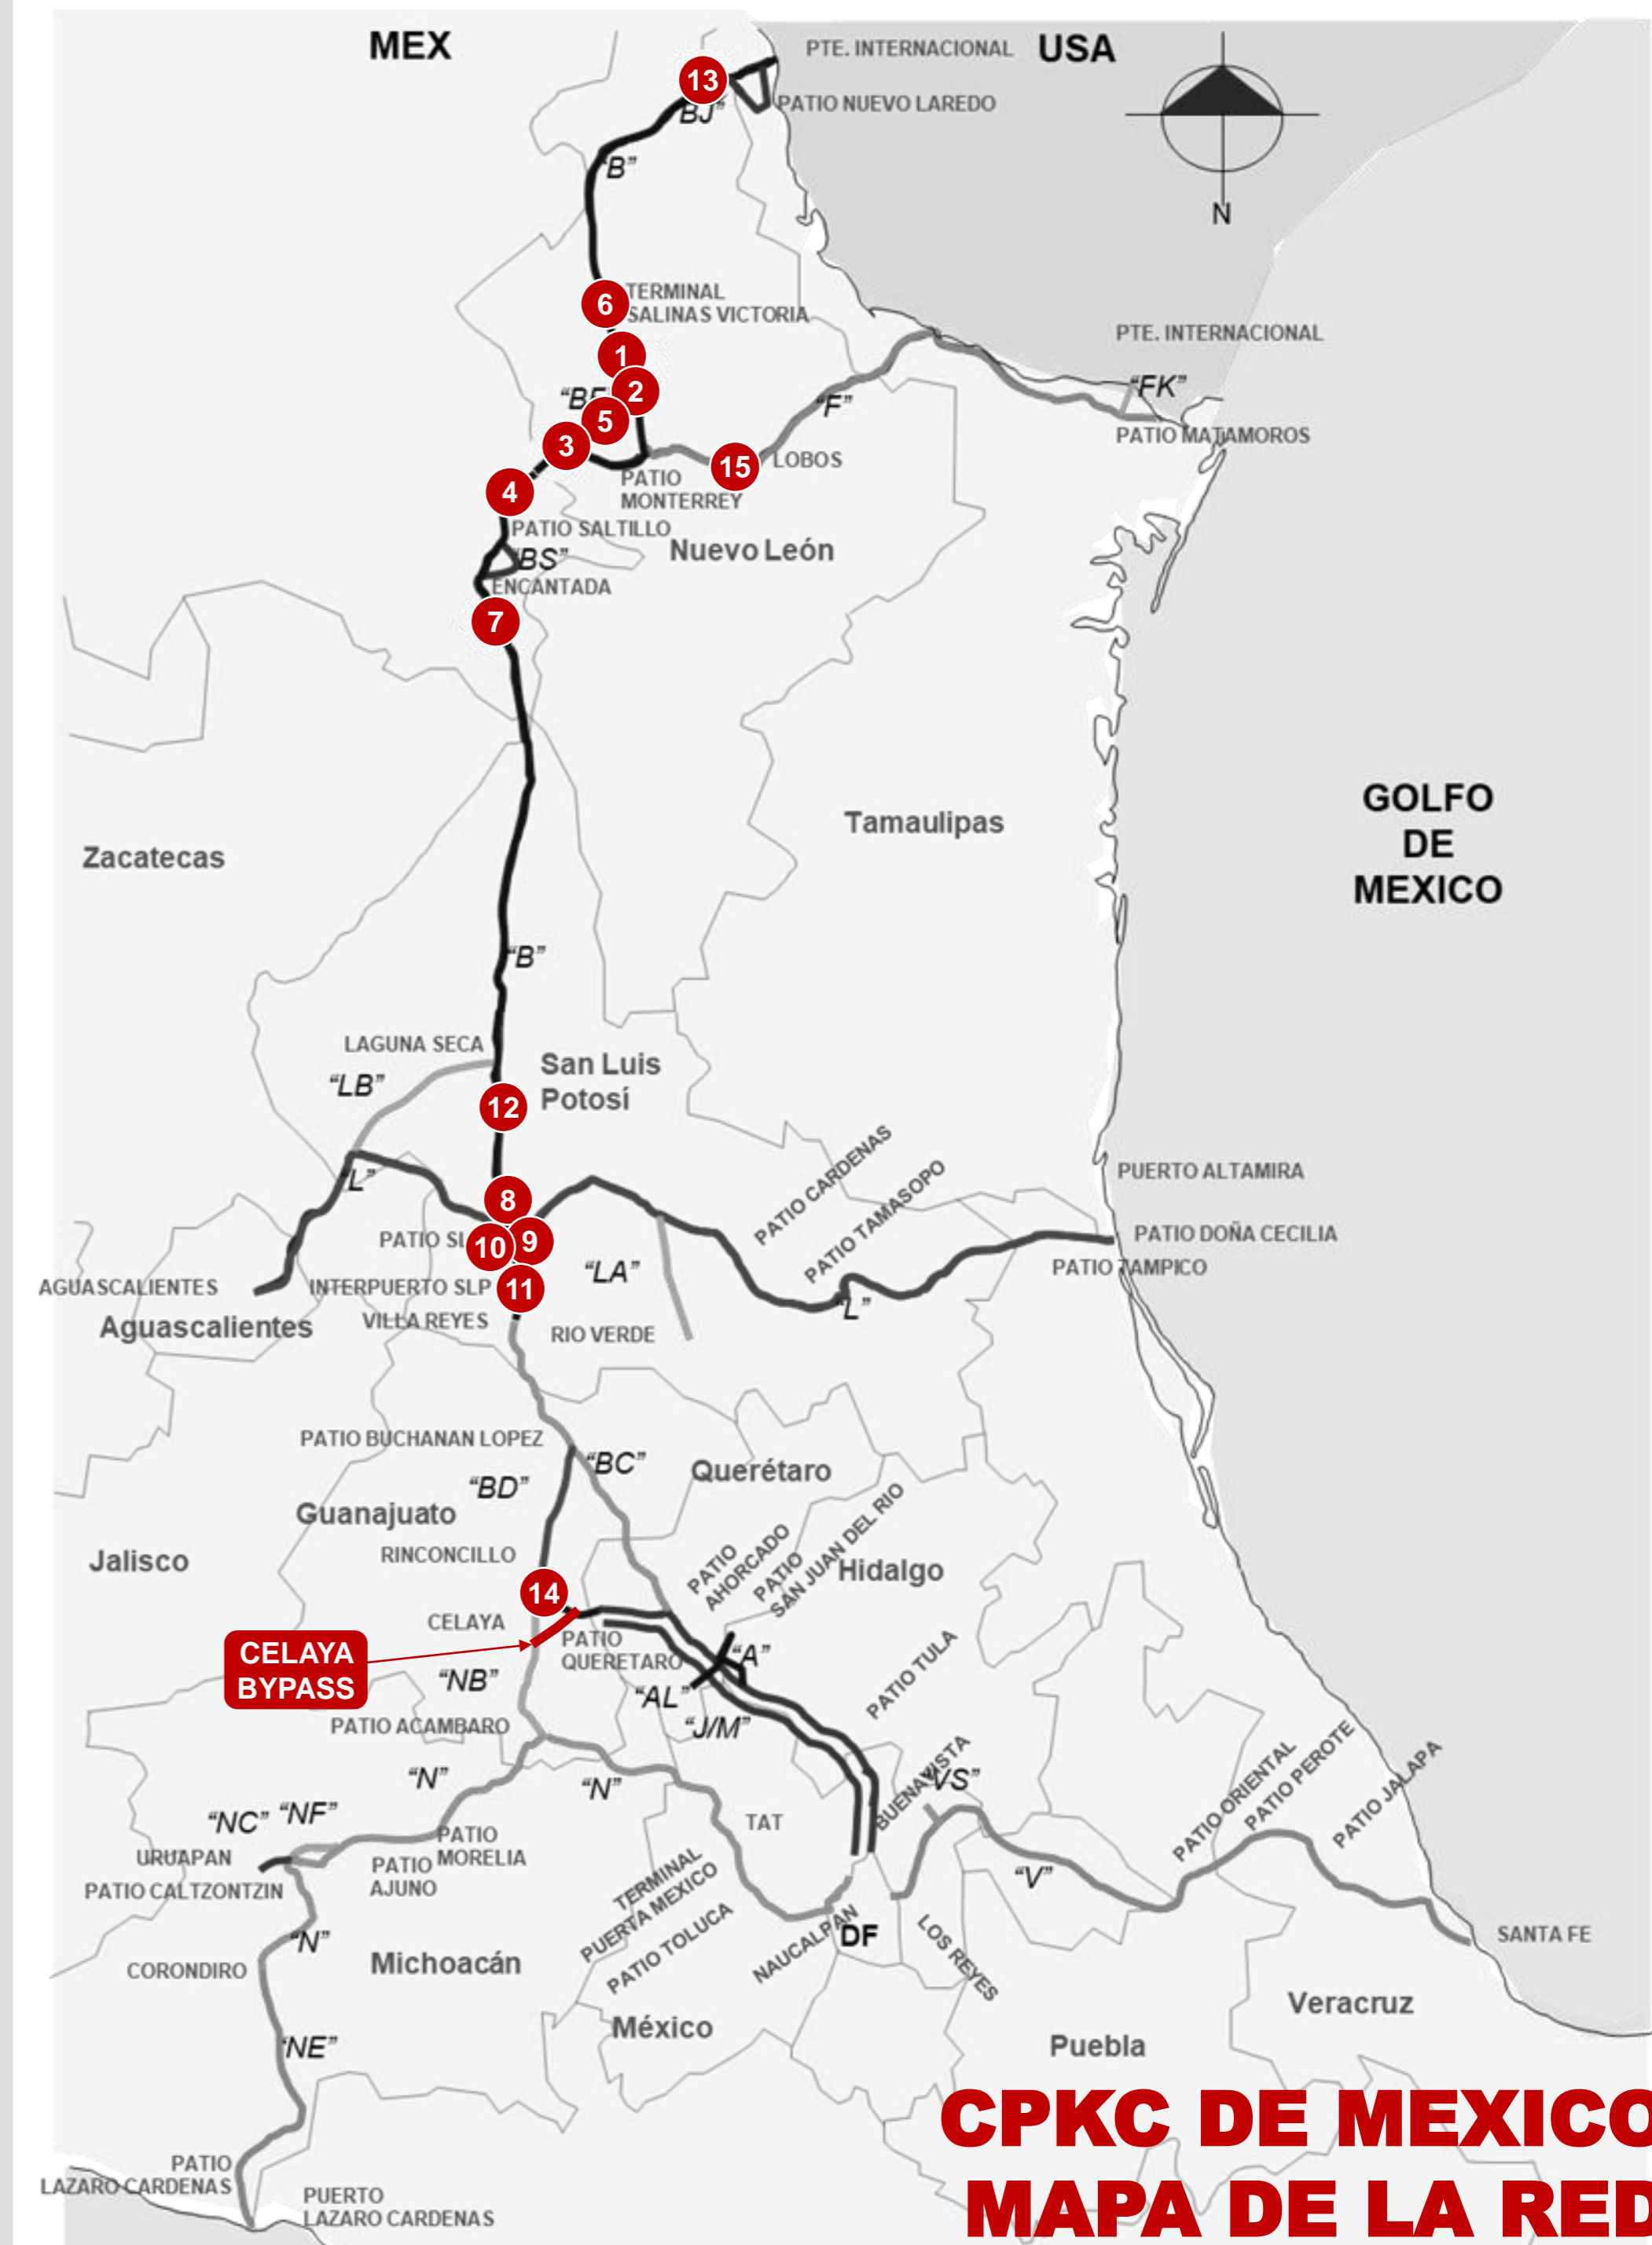 MEX
PTE. INTERNACIONAL
USA
13
PATIO NUEVO LAREDO
BJ”
“B”
N
6
TERMINAL
SALINAS VICTORIA
1
PTE. INTERNACIONAL
2
“FK”
5
“F”
3
PATIO MATAMOROS
15
LOBOS
4
PATIO
MONTERREY
PATIO SALTILLO
Nuevo León
“BS”
ENCANTADA
7
GOLFO
DE
MEXICO
Tamaulipas
Zacatecas
“B”
LAGUNA SECA
San Luis
Potosí
“LB”
12
PATIO CARDENAS
PATIO TAMASOPO
PUERTO ALTAMIRA
“L”
8
PATIO DOÑA CECILIA
10
9
PATIO TAMPICO
“LA”
AGUASCALIENTES
INTERPUERTO SLP
11
“L”
Aguascalientes
VILLA REYES
RIO VERDE
PATIO BUCHANAN LOPEZ
“BC”
Querétaro
“BD”
Guanajuato
Jalisco
RINCONCILLO
PATIO
AHORCADO
PATIO
SAN JUAN DEL RIO
Hidalgo
14
CELAYA
CELAYA
BYPASS
PATIO
QUERETARO
“A”
PATIO TULA
“NB”
“AL”
PATIO ACAMBARO
“J/M”
“N”
“N”
BUENAVISTA
“VS”
PATIO ORIENTAL
PATIO PEROTE
PATIO JALAPA
“NC”
“NF”
TAT
URUAPAN
PATIO
MORELIA
PATIO
AJUNO
PATIO CALTZONTZIN
TERMINAL
PUERTA MEXICO
“V”
PATIO TOLUCA
NAUCALPAN
DF
LOS REYES
SANTA FE
“N”
CORONDIRO
Michoacán
Veracruz
México
“NE”
Puebla
CPKC DE MEXICO
MAPA DE LA RED
PATIO
LAZARO CARDENAS
PUERTO
LAZARO CARDENAS